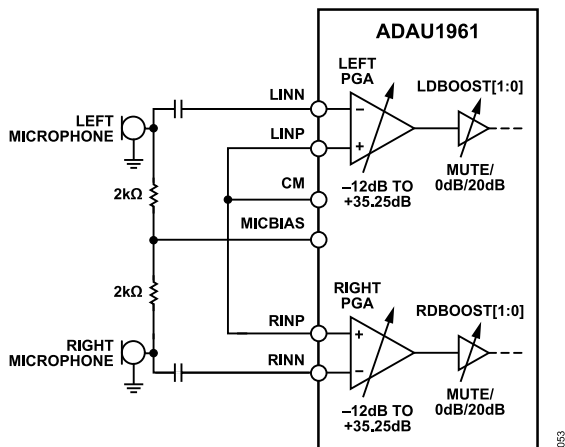 ADAU1961
LEFT
PGA
LDBOOST[1:0]
LINN
LEFT
MICROPHONE
LINP
CM
–12dB TO
+35.25dB
MUTE/
0dB/20dB
2kΩ
MICBIAS
2kΩ
RIGHT
PGA
RDBOOST[1:0]
RINP
RIGHT
MICROPHONE
RINN
–12dB TO
+35.25dB
MUTE/
0dB/20dB
053